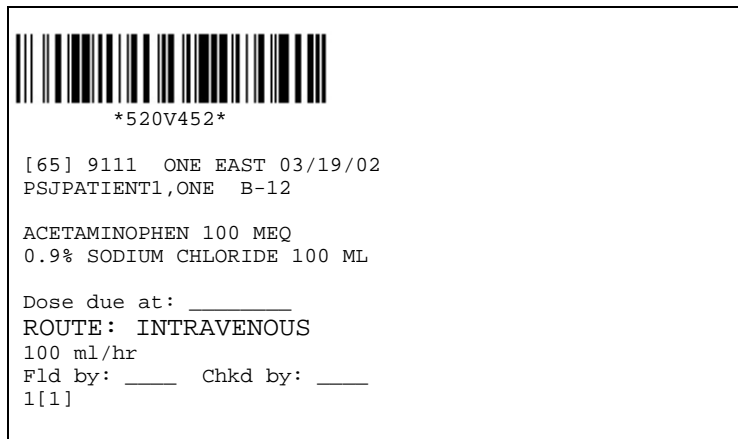 *520V452*
[65] 9111 ONE EAST 03/19/02
PSJPATIENT1,ONE B-12
ACETAMINOPHEN 100 MEQ
0.9% SODIUM CHLORIDE 100 ML
Dose due at: ________
ROUTE: INTRAVENOUS
100 ml/hr
Fld by: ____ Chkd by: ____
1[1]